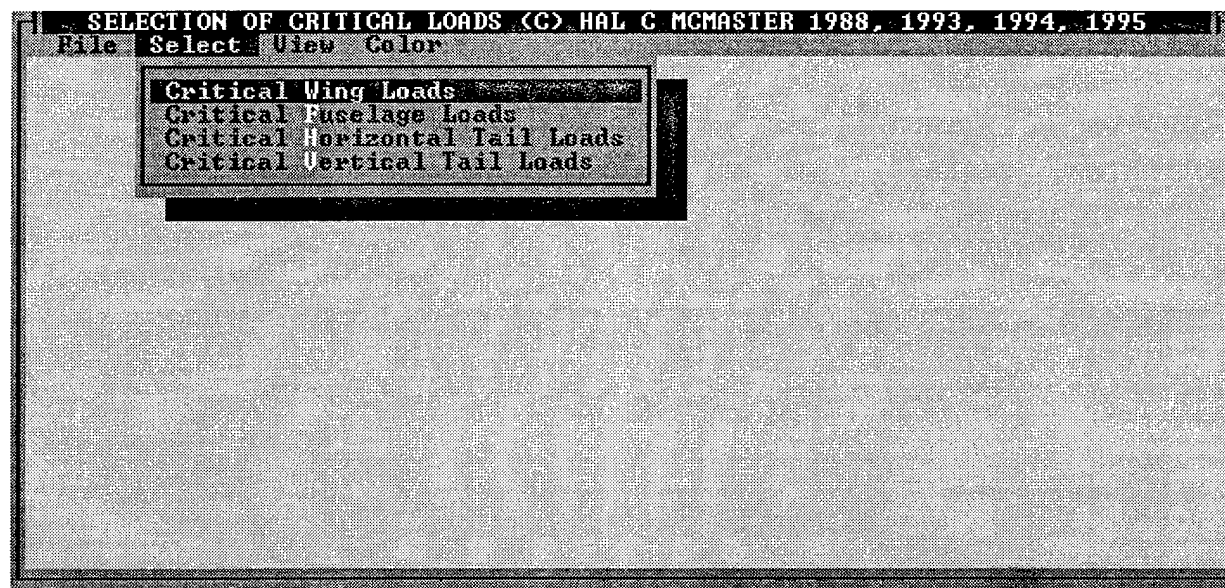 SELECTION OF CRITICAL LOADS (C) HAL C MCMASTER 1988, 1993, 1994, 1995
File Select View Color
Critical Wing Loads
Critical Fuselage Loads
Critical Horizontal Tail Loads
Critical Vertical Tail Loads